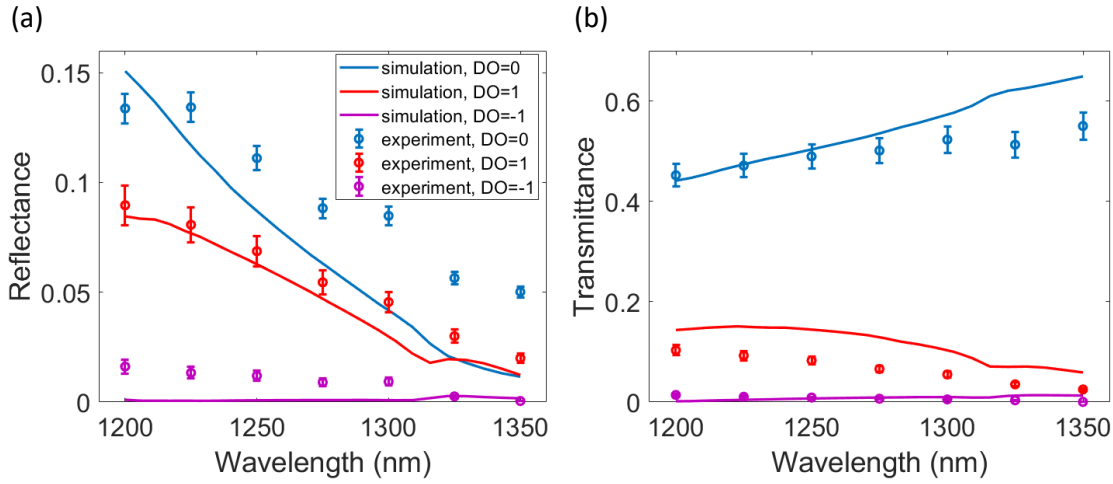 (a)
(b)
Reflectance
0.15
0.1
0.05
0
simulation, DO=0
simulation, DO=1
simulation, DO=-1
experiment, DO=0
experiment, DO=1
experiment, DO=-1
1200 1250 1300 1350
Wavelength (nm)
Transmittance
0.6
0.4
0.2
0
1200 1250 1300 1350
Wavelength (nm)